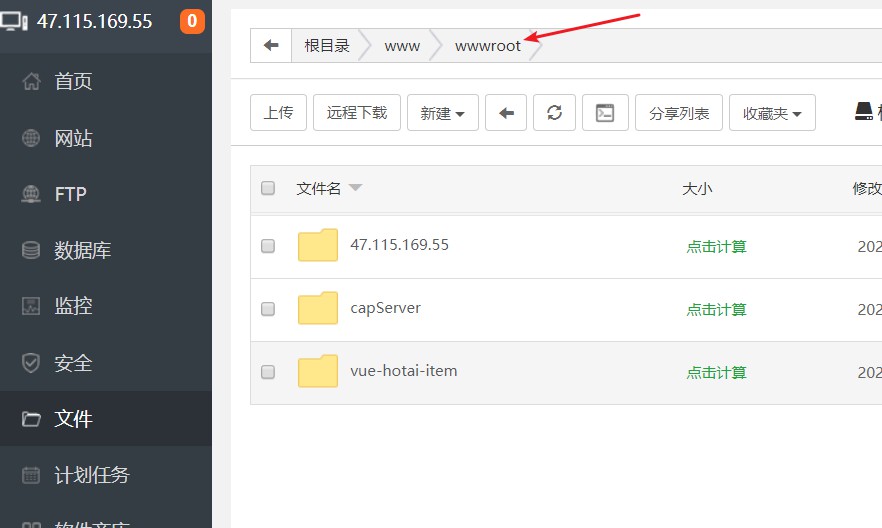 47.115.169.55 0
首页
网站
FTP
数据库
监控
安全
文件
计划任务
根目录 www wwwroot
上传 远程下载 新建 分享列表 收藏夹
文件名 大小 修改
47.115.169.55 点击计算 202
capServer 点击计算 202
vue-hotai-item 点击计算 202